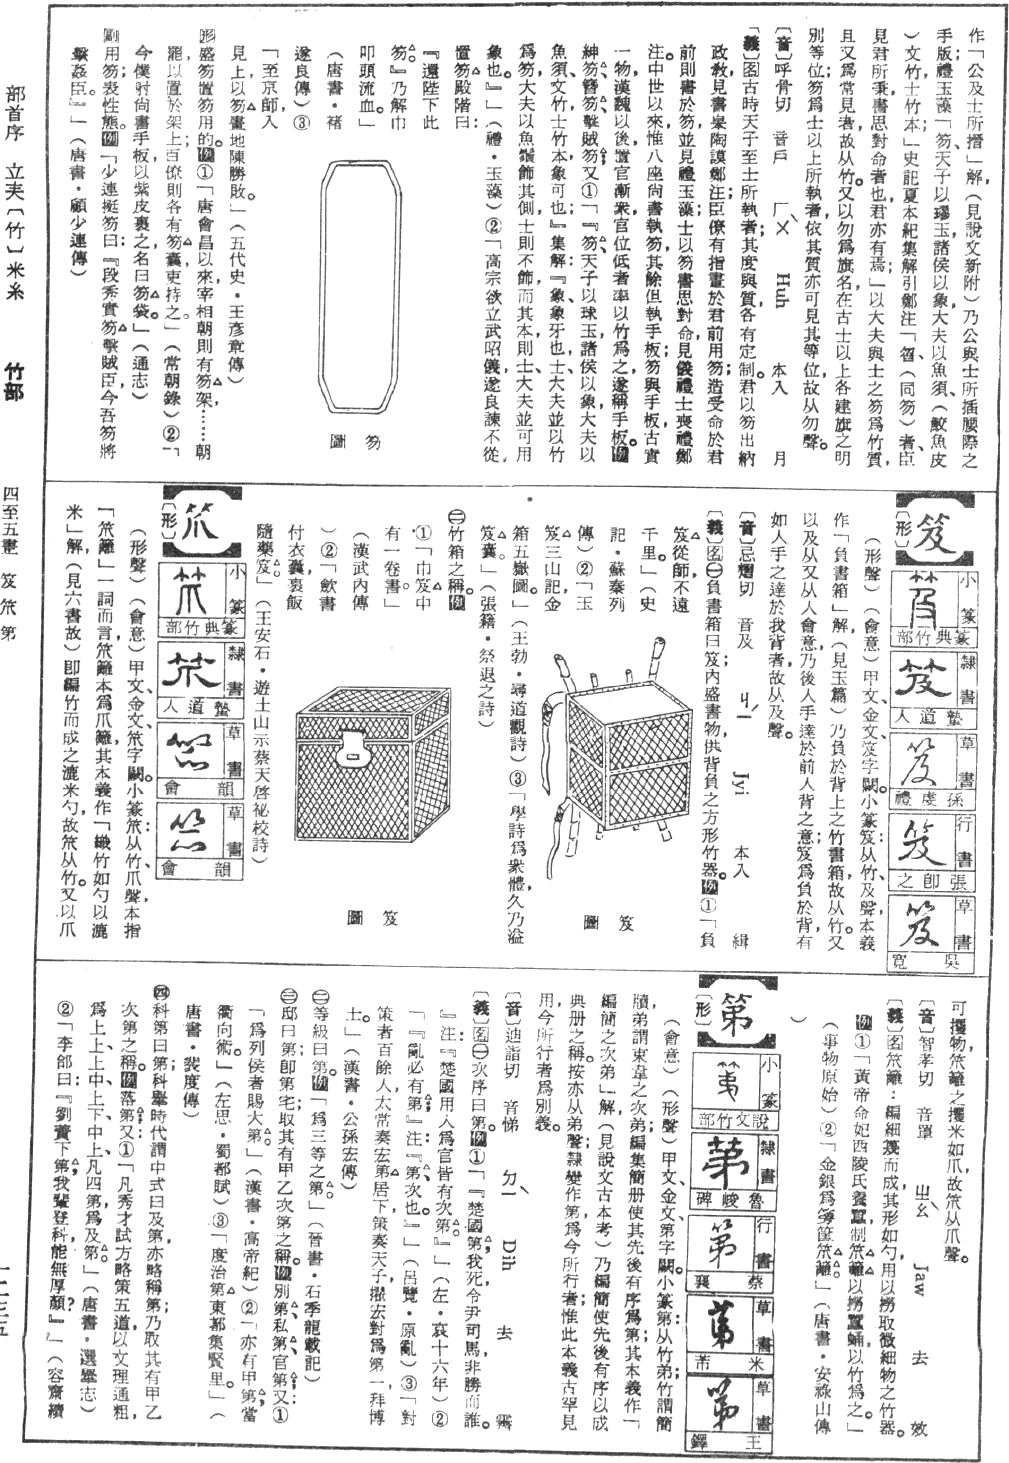 作「公及士所搢」解，（見說文新附）乃公與士所插腰際之
手版禮玉藻「笏、天子以璆玉諸侯以象大夫以魚須（鮫魚皮
）文竹士竹本；」史記夏本紀集解引鄭注「曶、（同笏）者臣
見君所秉書思對命者也君亦有焉」以大夫與士之笏爲竹質，
且又爲常見者故从竹又以勿爲旗名在古士以上各建旗之明
別等位；笏爲士以上所執者依其質亦可見其等位故从勿聲。
〔音〕呼骨切 音戶 ㄏㄨˋ Huh 本入 月
〔義〕名古時天子至士所執者；其度與質各有定制。君以笏出納
政教見書臯陶謨鄭注；臣僚有指畫於君前用笏；造受命於君
前則書於笏並見禮玉藻；士以笏書思對命見儀禮士喪禮鄭
注。中世以來惟八座尚書執笏其餘但執手板；笏與手板古實
一物漢魏以後置官漸衆官位低者率以竹爲之遂稱手板。例
紳笏簪笏擊賊笏又①「『笏天子以球玉諸侯以象大夫以
魚須文竹士竹本象可也；』集解『象象牙也士大夫並以竹
爲笏大夫以魚鬚飾其側士則不飾而其本則士大夫並可用
象也。』」（禮．玉藻）②「高宗欲立武昭儀遂良諫不從，
置笏殿階曰：
『還陛下此
笏。』乃解巾
叩頭流血。」
（唐書．褚
遂良傳）③
「至京師，入
見上以笏畫地陳勝敗。」（五代史．王彥章傳）
形盛笏置笏用的。例①「唐會昌以來宰相朝則有笏架……朝
罷以置於架上百僚則各有笏囊吏持之。」（常朝錄）②「
今僕射尚書手板以紫皮裹之名曰笏袋。」（通志）
副用笏；表性態。例「少連挺笏曰：『段秀實笏擊賊臣今吾笏將
擊姦臣。』」（唐書．顧少連傳）
笏圖
笈
〔形〕
小篆
篆典竹部
隸書
蟄道人
草書
孫虔禮
行書
張卽之
草書
吳寬
（形聲）（會意）甲文、金文、笈字闕。小篆笈：从竹、及聲本義
作「負書箱」解（見玉篇）乃負於背上之竹書箱故从竹。又
以及从又从人會意乃後人手達於前人背之意；笈爲負於背有
如人手之達於我背者故从及聲。
〔音〕忌熠切 音及 ㄐㄧˊ Jyi 本入 緝
〔義〕名㊀負書箱曰笈；內盛書物供背負之方形竹器。例①「負
笈從師不遠
千里。」（史
記．蘇秦列
傳）②「玉
笈三山記金
箱五嶽圖。」（王勃．尋道觀詩）③「學詩爲衆體久乃溢
笈囊。」（張籍．祭退之詩）
㊁竹箱之稱。例
①「巾笈中
有一卷書」
（漢武內傳
）②「歛書
付衣囊裹飯
隨藥笈。」（王安石．遊土山示蔡天啓祕校詩）
笈圖
笈圖
笊
〔形〕
小篆
篆典竹部
隸書
蟄道人
草書
韻會
草書
韻會
（形聲）（會意）甲文、金文、笊字闕。小篆笊：从竹爪聲本指
「笊籬」一詞而言笊籬本爲爪籬其本義作「織竹如勺以漉
米」解，（見六書故）卽編竹而成之漉米勺故笊从竹。又以爪
可攫物笊籬之攫米如爪故笊从爪聲。
〔音〕智孝切 音罩 ㄓㄠˋ Jaw 去 效
〔義〕名笊籬：編細篾而成其形如勺用以撈取微細物之竹器。
例①「黃帝命妃西陵氏養蠶制笊籬以撈蠶蛹以竹爲之。」
（事物原始）②「金銀爲筹筐笊籬。」（唐書．安祿山傳
）
第
〔形〕
小篆
說文竹部
隸書
魯峻碑
行書
蔡襄
草書
米芾
草書
王鐸
（會意）（形聲）甲文、金文、第字闕。小篆第从竹弟；竹謂簡
牘弟謂束韋之次弟；編集簡册使其先後有序爲第其本義作「
編簡之次弟」解，（見說文古本考）乃編簡使先後有序以成
典册之稱。按亦从弟聲；隸變作第爲今所行者；惟此本義古罕見
用今所行者爲別義。
〔音〕迪詣切 音悌 ㄉㄧˋ Dih 去 霽
〔義〕名㊀次序曰第。例①「『楚國第我死令尹司馬非勝而誰。
』注：『楚國用人爲官皆有次第。』」（左．哀十六年）②
「『亂必有第』注：『第次也。』」（呂覽．原亂）③「對
策者百餘人太常奏宏第居下策奏天子擢宏對爲第一拜博
士。」（漢書．公孫宏傳）
㊁等級曰第。例「爲三等之第」（晉書．石季龍載記）
㊂邸曰第：卽第宅取其有甲乙次第之稱。例別第私第官第又①
「爲列侯者賜大第。」（漢書．高帝紀）②「亦有甲第，當
衢向術。」（左思．蜀都賦）③「度治第東都集賢里。」（
唐書．裴度傳）
㊃科第曰第；科舉時代謂中式曰及第亦略稱第乃取其有甲乙
次第之稱。例落第又①「凡秀才試方略策五道以文理通粗，
爲上上上中上下中上凡四第爲及第。」（唐書．選舉志）
②「李郃曰：『劉蕡下第我輩登科能無厚顏？』」（容齋續
部首序 立夫〔竹〕米糸 竹部 四至五畫 笈笊第 一二三五